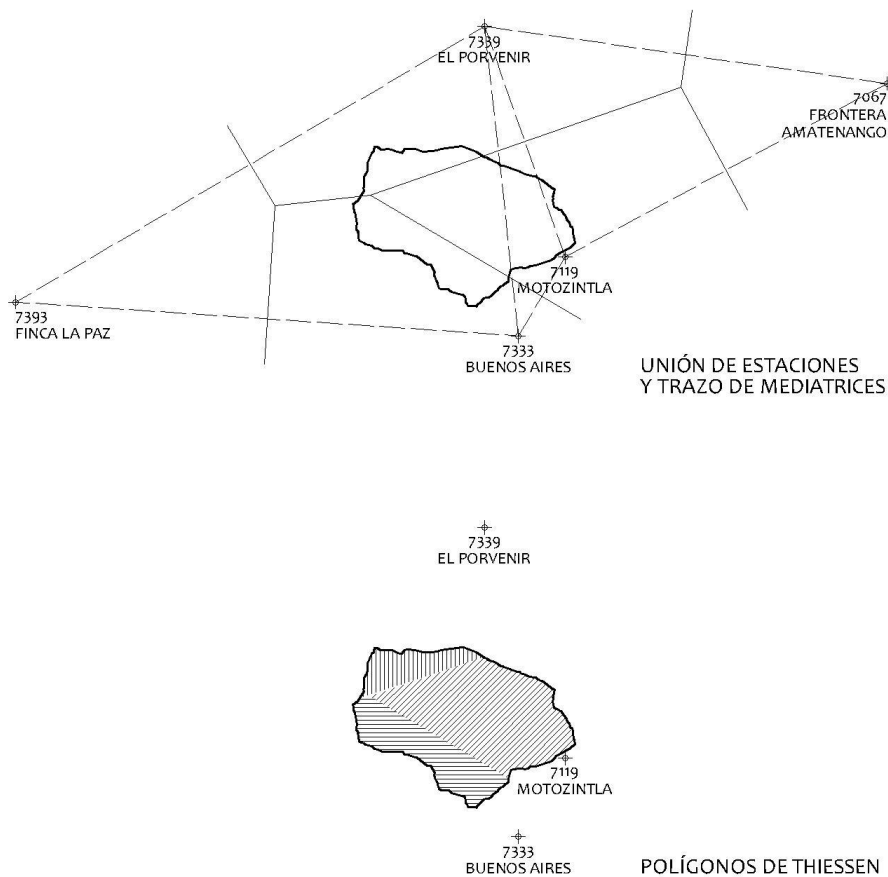 7339
EL PORVENIR
7067
FRONTERA
AMATENANGO
7119
MOTOZINTLA
7393
FINCA LA PAZ
7333
BUENOS AIRES
UNIÓN DE ESTACIONES
Y TRAZO DE MEDIATRICES
7339
EL PORVENIR
7119
MOTOZINTLA
7333
BUENOS AIRES
POLÍGONOS DE THIESSEN